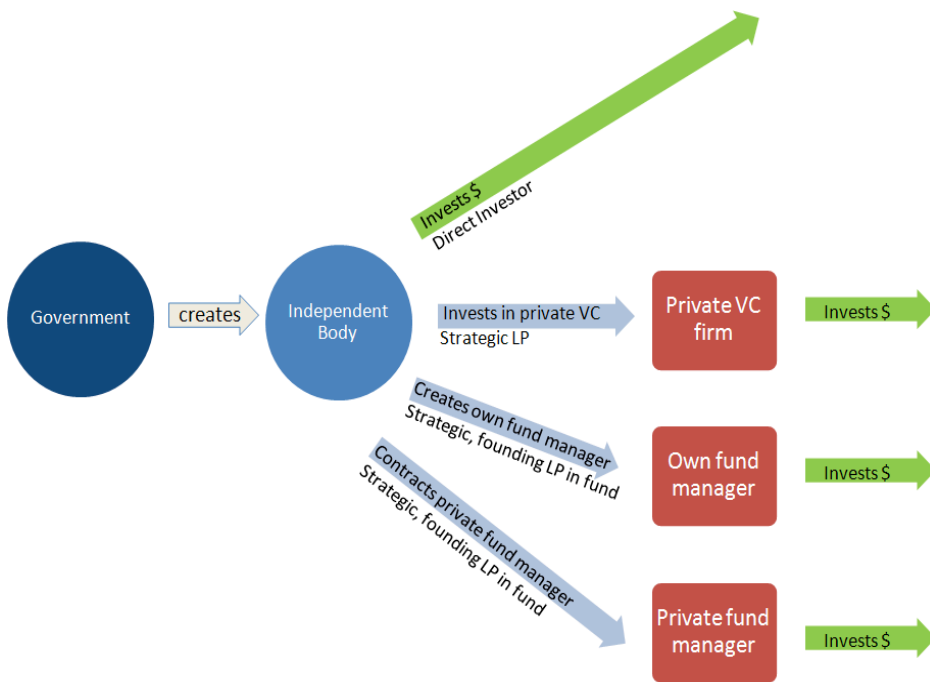 Invests $
Direct Investor
Government
creates
Independent
Body
Invests in private VC
Strategic LP
Private VC
firm
Invests $
Creates own fund manager
Strategic, founding LP in fund
Own fund
manager
Invests $
Contracts private fund manager
Strategic, founding LP in fund
Private fund
manager
Invests $